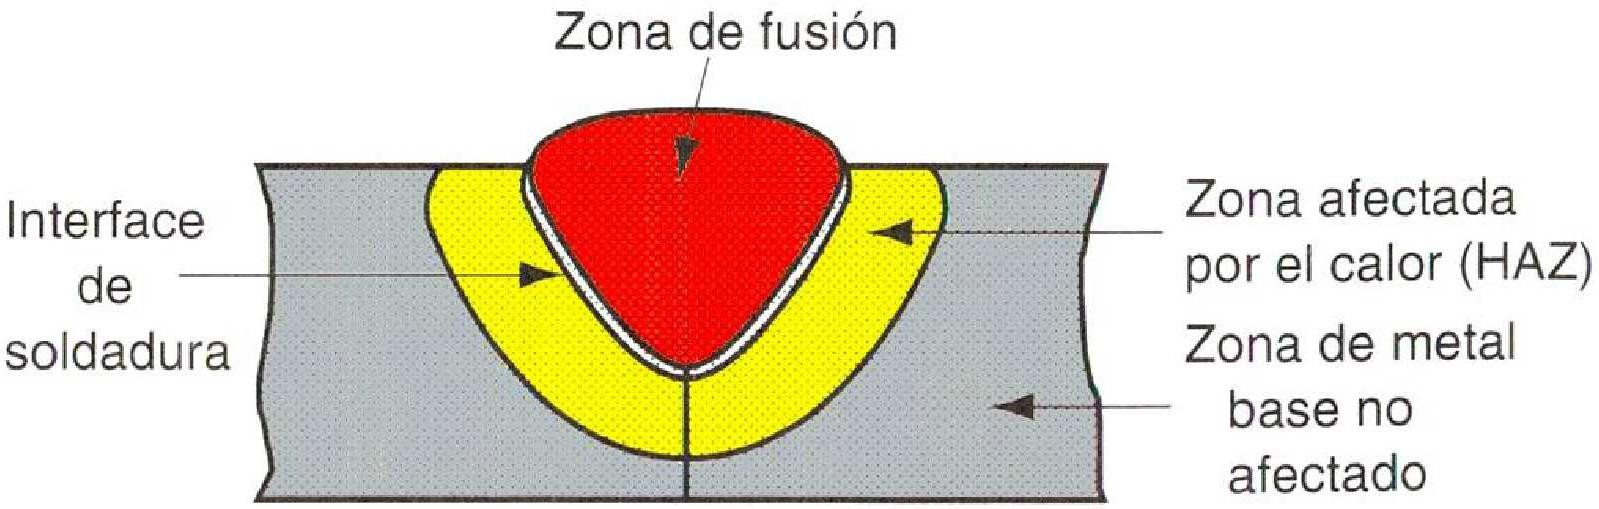 Zona de fusión
Interface
de
soldadura
Zona afectada
por el calor (HAZ)
Zona de metal
base no
afectado